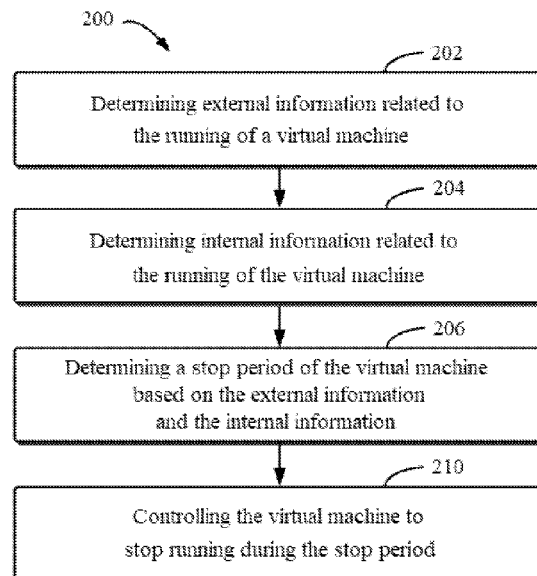 200
202
Determining external information related to
the running of a virtual machine
204
Determining internal information related to
the running of the virtual machine
206
Determining a stop period of the virtual machine
based on the external information
and the internal information
210
Controlling the virtual machine to
stop running during the stop period